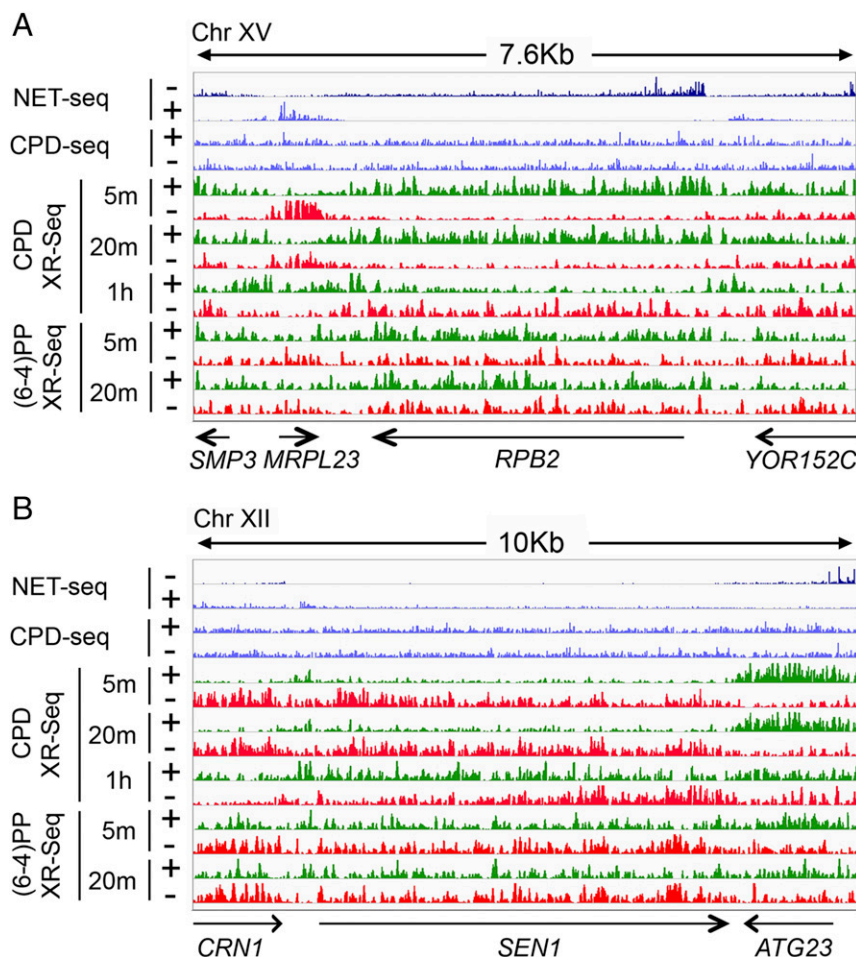 A
Chr XV
7.6Kb
NET-seq
-
+
CPD-seq
+
-
CPD XR-Seq
5m
+
-
20m
+
-
1h
+
-
(6-4)PP XR-Seq
5m
+
-
20m
+
-
SMP3 MRPL23 RPB2 YOR152C
B
Chr XII
10Kb
NET-seq
-
+
CPD-seq
+
-
CPD XR-Seq
5m
+
-
20m
+
-
1h
+
-
(6-4)PP XR-Seq
5m
+
-
20m
+
-
CRN1 SEN1 ATG23